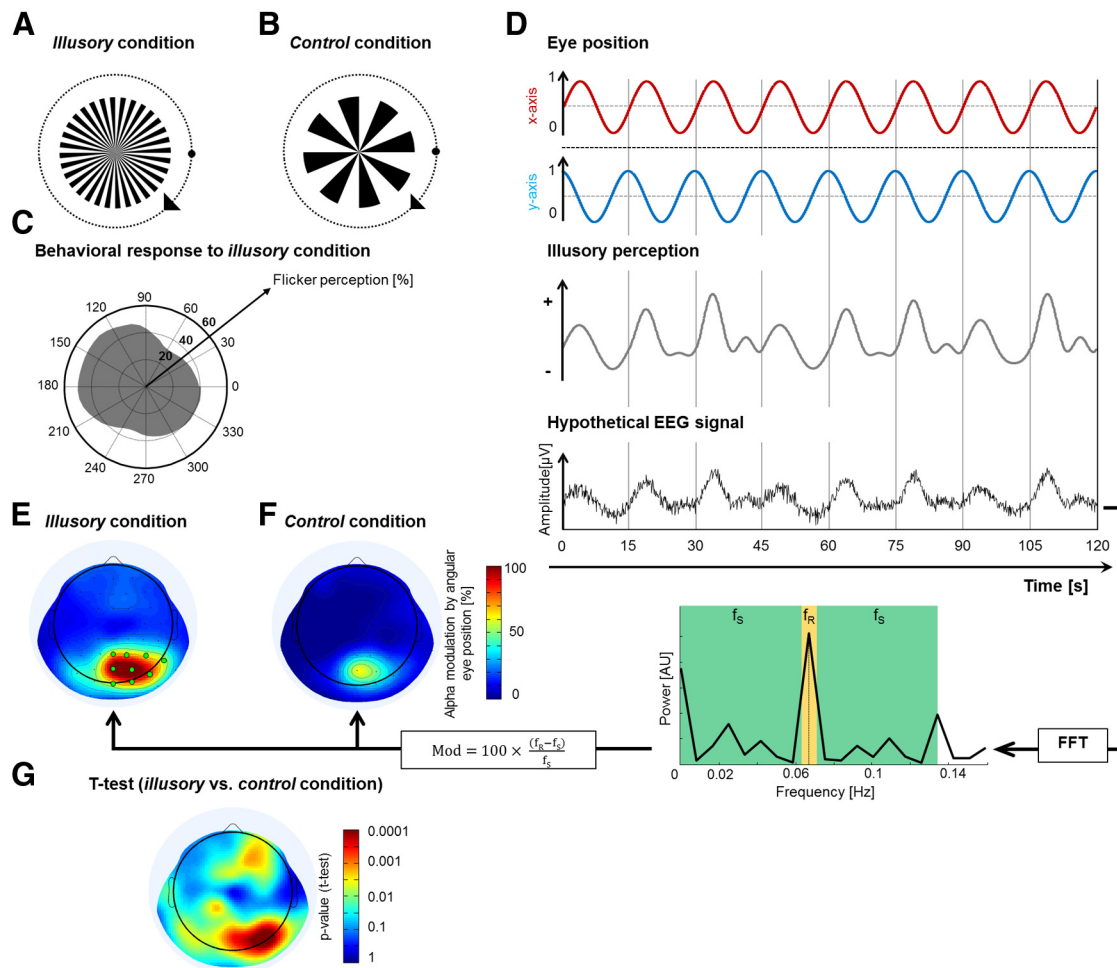 A
Illusory condition
B
Control condition
C
Behavioral response to illusory condition
Flicker perception [%]
90
120
60
60
150
40
30
20
180
0
210
330
240
300
270
D
Eye position
x-axis
1
0
y-axis
1
0
Illusory perception
+
-
Hypothetical EEG signal
Amplitude[µV]
0
15
30
45
60
75
90
105
120
Time [s]
E
Illusory condition
F
Control condition
Alpha modulation by angular
eye position [%]
100
50
0
Mod = 100 × (fR−fS)
fS
fS
fR
fS
Power [AU]
0
0.02
0.06
0.1
0.14
Frequency [Hz]
FFT
G
T-test (illusory vs. control condition)
p-value (t-test)
0.0001
0.001
0.01
0.1
1